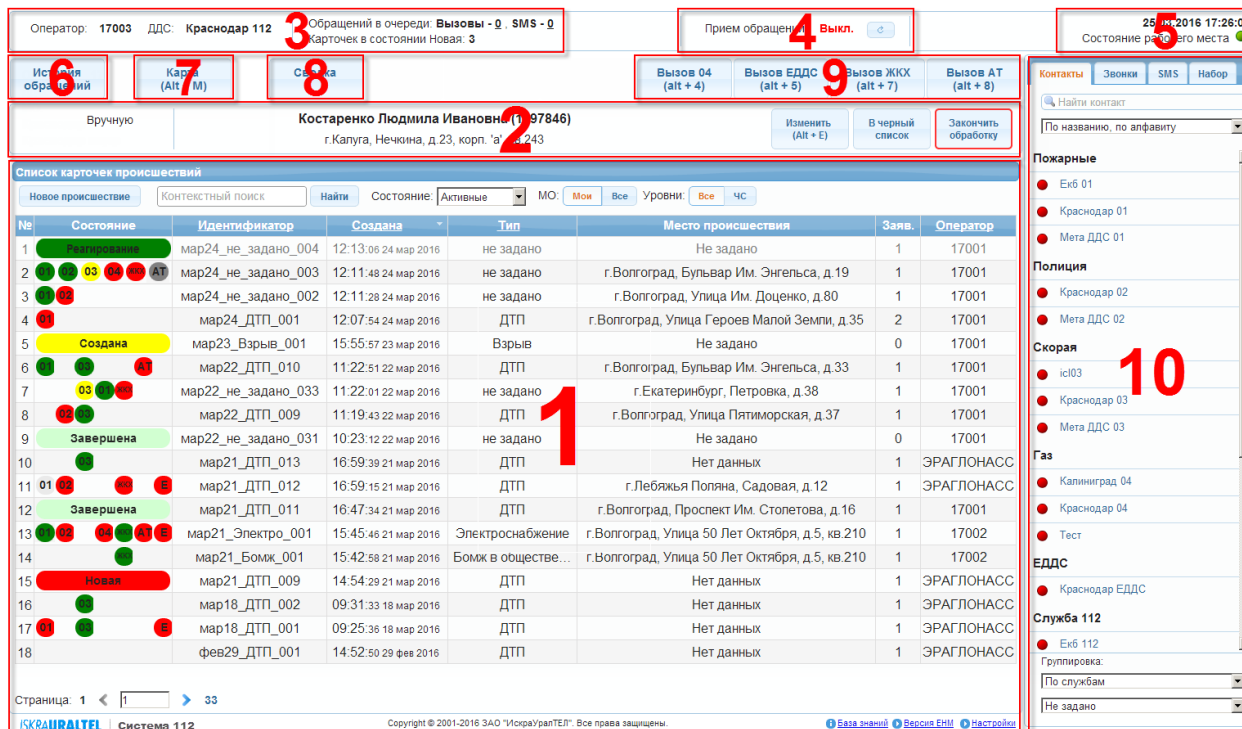 Оператор: 17003 ДДС: Краснодар 112
Обращений в очереди: Вызовы - 0 , SMS - 0
Карточек в состоянии Новая: 3
3
Прием обращений Выкл.
4
25.03.2016 17:26:0
Состояние рабочего места
5
История обращений
6
Карта (Alt + M)
7
Сводка
8
Вызов 04 (alt + 4)
Вызов ЕДДС (alt + 5)
Вызов ЖКХ (alt + 7)
Вызов АТ (alt + 8)
9
Вручную
Костаренко Людмила Ивановна
г.Калуга, Нечкина, д.23, корп. 'а'
2
Изменить (Alt + E)
В черный список
Закончить обработку
Список карточек происшествий
Новое происшествие Контекстный поиск Найти Состояние: Активные МО: Мои Все Уровни: Все ЧС
№ Состояние Идентификатор Создана Тип Место происшествия Заяв. Оператор
1 Реагирование мар24_не_задано_004 12:13:06 24 мар 2016 не задано Не задано 1 17001
2 01 02 03 04 ЖКХ АТ мар24_не_задано_003 12:11:48 24 мар 2016 не задано г.Волгоград, Бульвар Им. Энгельса, д.19 1 17001
3 01 02 мар24_не_задано_002 12:11:28 24 мар 2016 не задано г.Волгоград, Улица Им. Доценко, д.80 1 17001
4 01 мар24_ДТП_001 12:07:54 24 мар 2016 ДТП г.Волгоград, Улица Героев Малой Земли, д.35 2 17001
5 Создана мар23_Взрыв_001 15:55:57 23 мар 2016 Взрыв Не задано 0 17001
6 01 03 АТ мар22_ДТП_010 11:22:51 22 мар 2016 ДТП г.Волгоград, Бульвар Им. Энгельса, д.33 1 17001
7 03 01 ЖКХ мар22_не_задано_033 11:22:01 22 мар 2016 не задано г.Екатеринбург, Петровка, д.38 1 17001
8 02 03 мар22_ДТП_009 11:19:43 22 мар 2016 ДТП г.Волгоград, Улица Пятиморская, д.37 1 17001
9 Завершена мар22_не_задано_031 10:23:12 22 мар 2016 не задано Не задано 0 17001
10 03 мар21_ДТП_013 16:59:39 21 мар 2016 ДТП Нет данных 1 ЭРАГЛОНАСС
11 01 02 ЖКХ Е мар21_ДТП_012 16:59:15 21 мар 2016 ДТП г.Лебяжья Поляна, Садовая, д.12 1 ЭРАГЛОНАСС
12 Завершена мар21_ДТП_011 16:47:34 21 мар 2016 ДТП г.Волгоград, Проспект Им. Столетова, д.16 1 17001
13 01 02 04 ЖКХ АТ Е мар21_Электро_001 15:45:46 21 мар 2016 Электроснабжение г.Волгоград, Улица 50 Лет Октября, д.5, кв.210 1 17002
14 ЖКХ мар21_Бомж_001 15:42:58 21 мар 2016 Бомж в обществе... г.Волгоград, Улица 50 Лет Октября, д.5, кв.210 1 17002
15 Новая мар21_ДТП_009 14:54:29 21 мар 2016 ДТП Нет данных 1 ЭРАГЛОНАСС
16 03 мар18_ДТП_002 09:31:33 18 мар 2016 ДТП Нет данных 1 ЭРАГЛОНАСС
17 01 03 Е мар18_ДТП_001 09:25:36 18 мар 2016 ДТП Нет данных 1 ЭРАГЛОНАСС
18 фев29_ДТП_001 14:52:50 29 фев 2016 ДТП Нет данных 1 ЭРАГЛОНАСС
1
Страница: 1 1 33
ISKRAURALTEL Система 112
Copyright © 2001-2016 ЗАО "ИскраУралТЕЛ". Все права защищены.
База знаний Версия ЕНМ Настройки
Контакты Звонки SMS Набор
Найти контакт
По названию, по алфавиту
Пожарные
Екб 01
Краснодар 01
Мета ДДС 01
Полиция
Краснодар 02
Мета ДДС 02
Скорая
icl03
Краснодар 03
Мета ДДС 03
10
Газ
Калининград 04
Краснодар 04
Тест
ЕДДС
Краснодар ЕДДС
Служба 112
Екб 112
Группировка:
По службам
Не задано